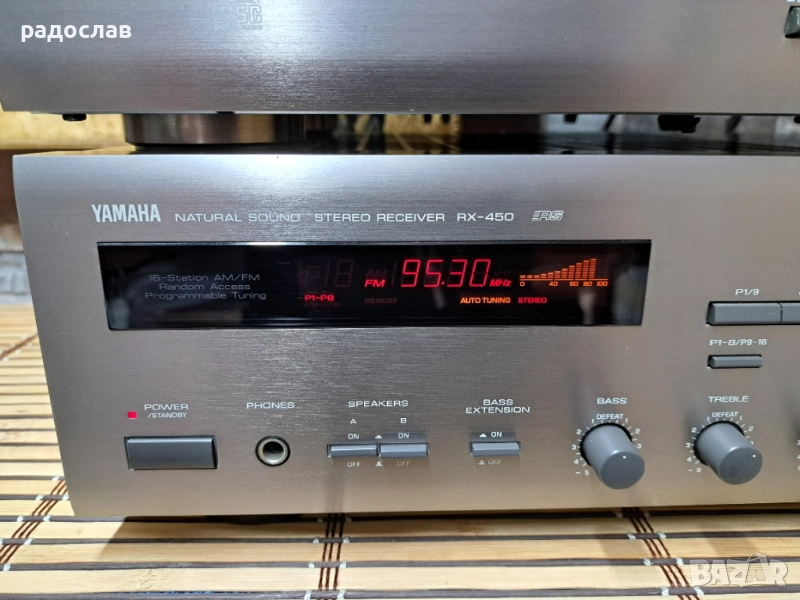 радослав
YAMAHA NATURAL SOUND STEREO RECEIVER RX-450 RS
16-Station AM/FM
Random Access
Programmable Tuning
P1-P8
AM
FM 95.30 MHz
MEMORY
AUTO TUNING STEREO
0 40 60 80 100
P1/9
P1-8/P9-16
POWER
/STANDBY
PHONES
SPEAKERS
A B
ON ON
OFF OFF
BASS
EXTENSION
ON
OFF
BASS
DEFEAT
TREBLE
DEFEAT
BAZAR